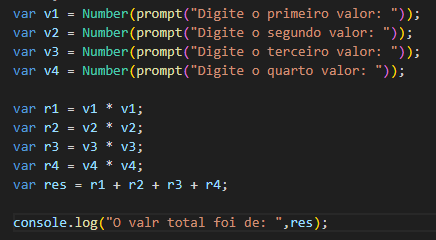 var v1 = Number(prompt("Digite o primeiro valor: "));
var v2 = Number(prompt("Digite o segundo valor: "));
var v3 = Number(prompt("Digite o terceiro valor: "));
var v4 = Number(prompt("Digite o quarto valor: "));
var r1 = v1 * v1;
var r2 = v2 * v2;
var r3 = v3 * v3;
var r4 = v4 * v4;
var res = r1 + r2 + r3 + r4;
console.log("O valr total foi de: ",res);